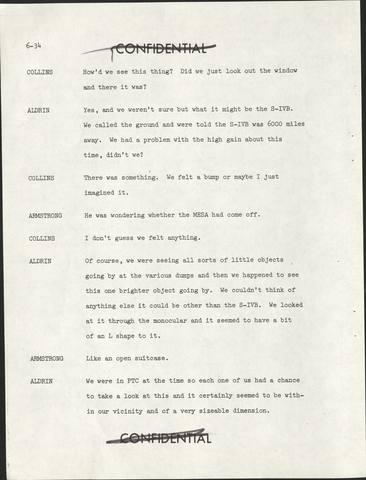 6-34
CONFIDENTIAL
COLLINS How'd we see this thing? Did we just look out the window
and there it was?
ALDRIN Yes, and we weren't sure but what it might be the S-IVB.
We called the ground and were told the S-IVB was 6000 miles
away. We had a problem with the high gain about this
time, didn't we?
COLLINS There was something. We felt a bump or maybe I just
imagined it.
ARMSTRONG He was wondering whether the MESA had come off.
COLLINS I don't guess we felt anything.
ALDRIN Of course, we were seeing all sorts of little objects
going by at the various dumps and then we happened to see
this one brighter object going by. We couldn't think of
anything else it could be other than the S-IVB. We looked
at it through the monocular and it seemed to have a bit
of an L shape to it.
ARMSTRONG Like an open suitcase.
ALDRIN We were in PTC at the time so each one of us had a chance
to take a look at this and it certainly seemed to be with-
in our vicinity and of a very sizeable dimension.
CONFIDENTIAL